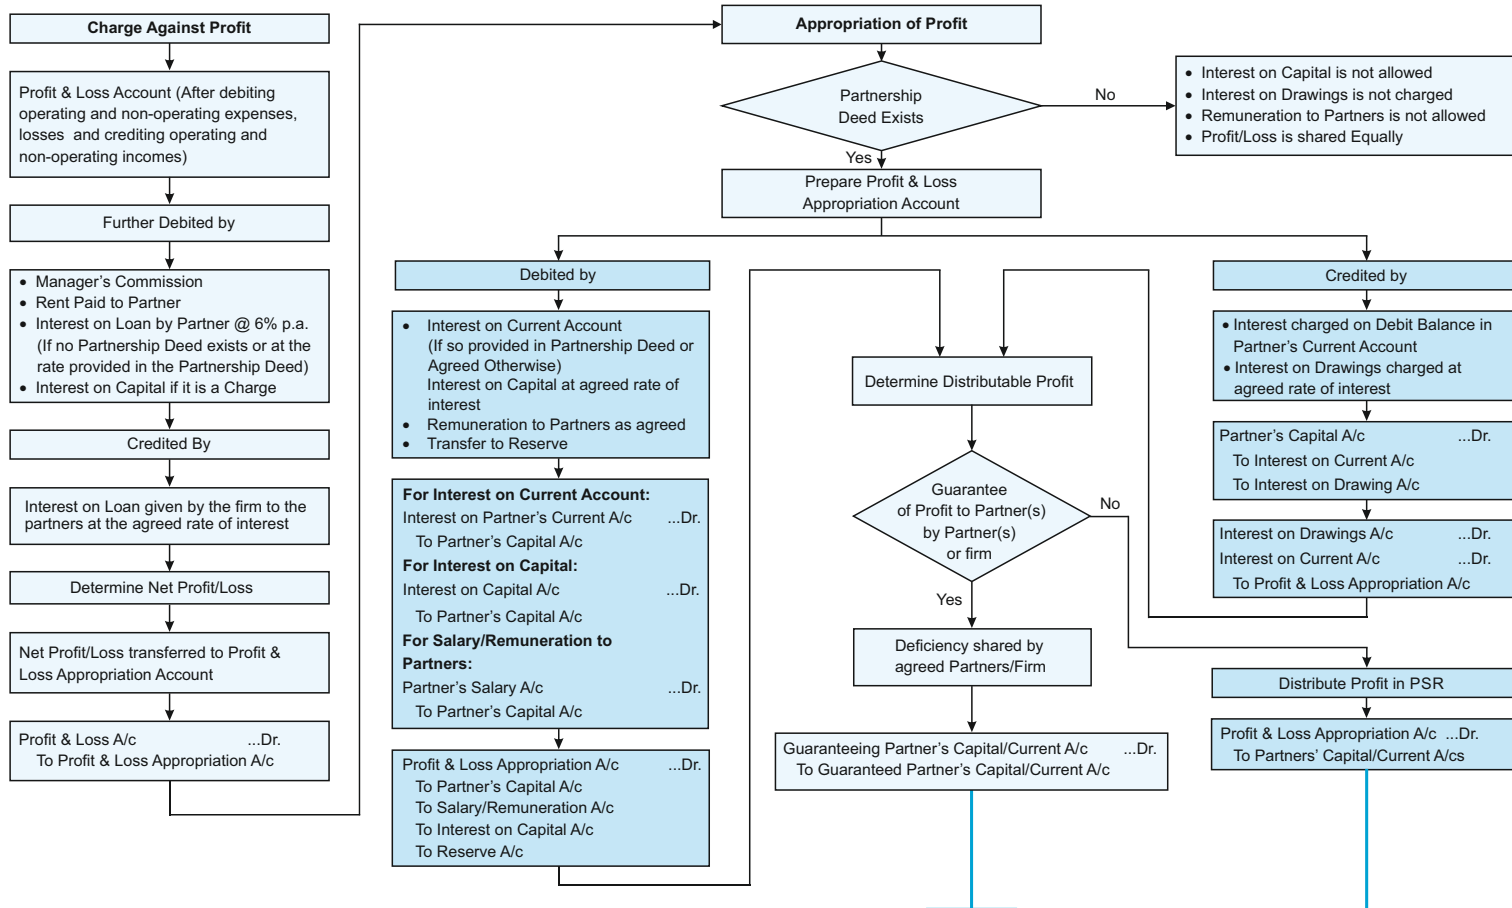 Charge Against Profit
Profit & Loss Account (After debiting
operating and non-operating expenses,
losses and crediting operating and
non-operating incomes)
Further Debited by
• Manager's Commission
• Rent Paid to Partner
• Interest on Loan by Partner @ 6% p.a.
(If no Partnership Deed exists or at the
rate provided in the Partnership Deed)
• Interest on Capital if it is a Charge
Credited By
Interest on Loan given by the firm to the
partners at the agreed rate of interest
Determine Net Profit/Loss
Net Profit/Loss transferred to Profit &
Loss Appropriation Account
Profit & Loss A/c ...Dr.
To Profit & Loss Appropriation A/c
Appropriation of Profit
Partnership
Deed Exists
No
• Interest on Capital is not allowed
• Interest on Drawings is not charged
• Remuneration to Partners is not allowed
• Profit/Loss is shared Equally
Yes
Prepare Profit & Loss
Appropriation Account
Debited by
• Interest on Current Account
(If so provided in Partnership Deed or
Agreed Otherwise)
Interest on Capital at agreed rate of
interest
• Remuneration to Partners as agreed
• Transfer to Reserve
For Interest on Current Account:
Interest on Partner's Current A/c ...Dr.
To Partner's Capital A/c
For Interest on Capital:
Interest on Capital A/c ...Dr.
To Partner's Capital A/c
For Salary/Remuneration to
Partners:
Partner's Salary A/c ...Dr.
To Partner's Capital A/c
Profit & Loss Appropriation A/c ...Dr.
To Partner's Capital A/c
To Salary/Remuneration A/c
To Interest on Capital A/c
To Reserve A/c
Credited by
• Interest charged on Debit Balance in
Partner's Current Account
• Interest on Drawings charged at
agreed rate of interest
Partner's Capital A/c ...Dr.
To Interest on Current A/c
To Interest on Drawing A/c
Interest on Drawings A/c ...Dr.
Interest on Current A/c ...Dr.
To Profit & Loss Appropriation A/c
Determine Distributable Profit
Guarantee
of Profit to Partner(s)
by Partner(s)
or firm
No
Yes
Deficiency shared by
agreed Partners/Firm
Guaranteeing Partner's Capital/Current A/c ...Dr.
To Guaranteed Partner's Capital/Current A/c
Distribute Profit in PSR
Profit & Loss Appropriation A/c ...Dr.
To Partners' Capital/Current A/cs